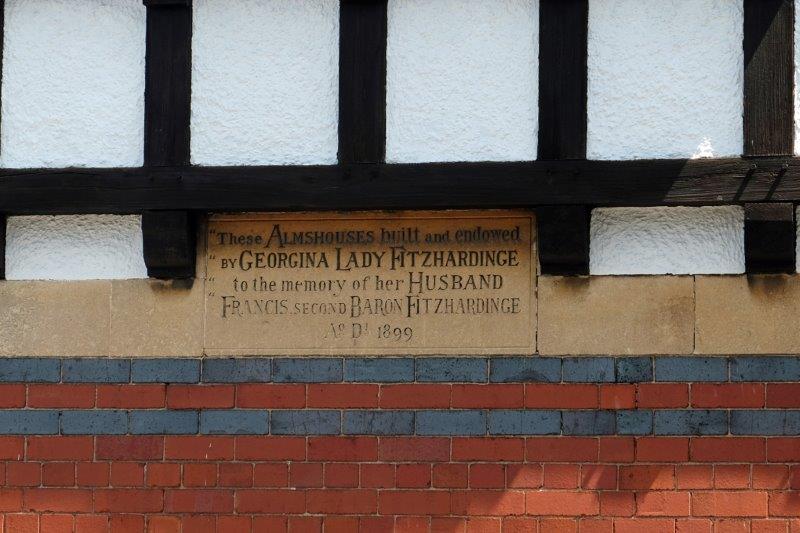 "These ALMSHOUSES built and endowed
" BY GEORGINA LADY FITZHARDINGE
" to the memory of her HUSBAND
" FRANCIS. SECOND BARON FITZHARDINGE
Ao Di 1899